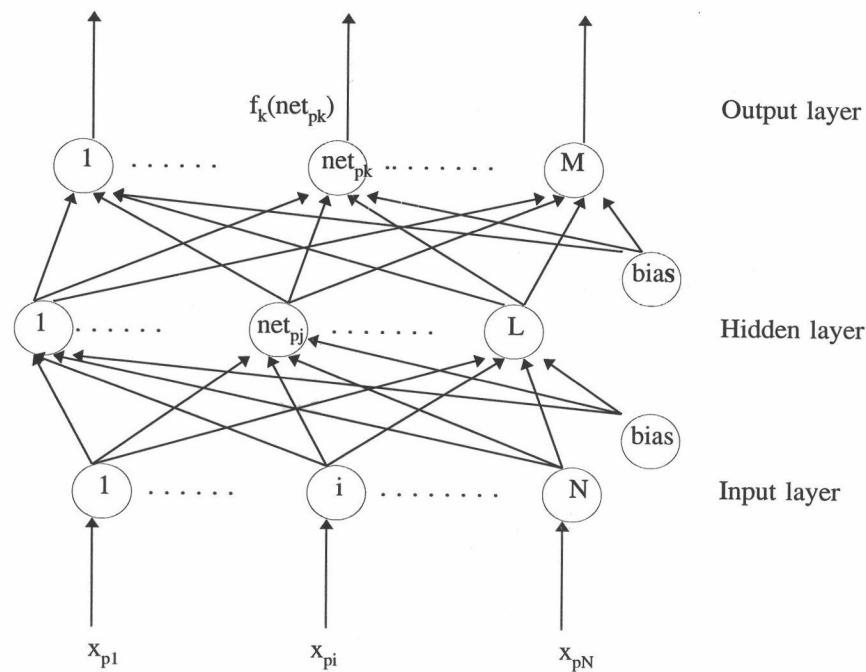 f_k(net_pk)
Output layer
1 . . . . . . net_pk .. . . . . . . M
bias
1 . . . . . . net_pj . . . . . . . L Hidden layer
bias
1 . . . . . . i . . . . . . . . N Input layer
x_p1 x_pi x_pN